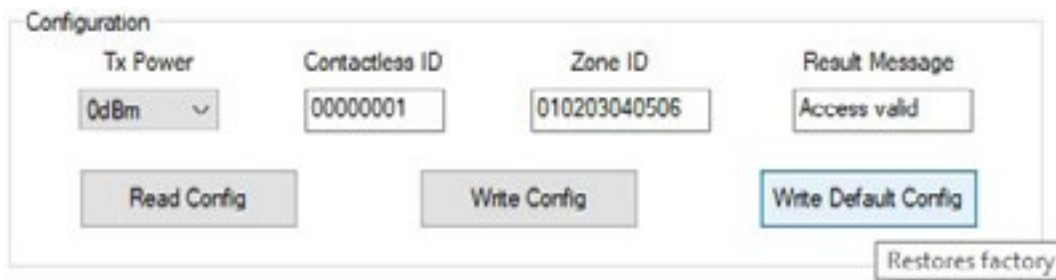 Configuration
Tx Power Contactless ID Zone ID Result Message
0dBm 00000001 010203040506 Access valid
Read Config Write Config Write Default Config
Restores factory